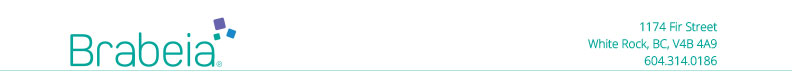 Brabeia®
1174 Fir Street
White Rock, BC, V4B 4A9
604.314.0186